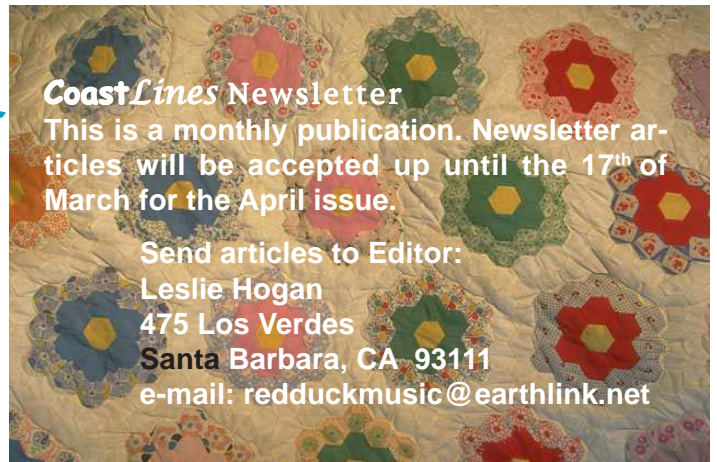 CoastLines Newsletter
This is a monthly publication. Newsletter ar-
ticles will be accepted up until the 17th of
March for the April issue.
Send articles to Editor:
Leslie Hogan
475 Los Verdes
Santa Barbara, CA  93111
e-mail: redduckmusic@earthlink.net